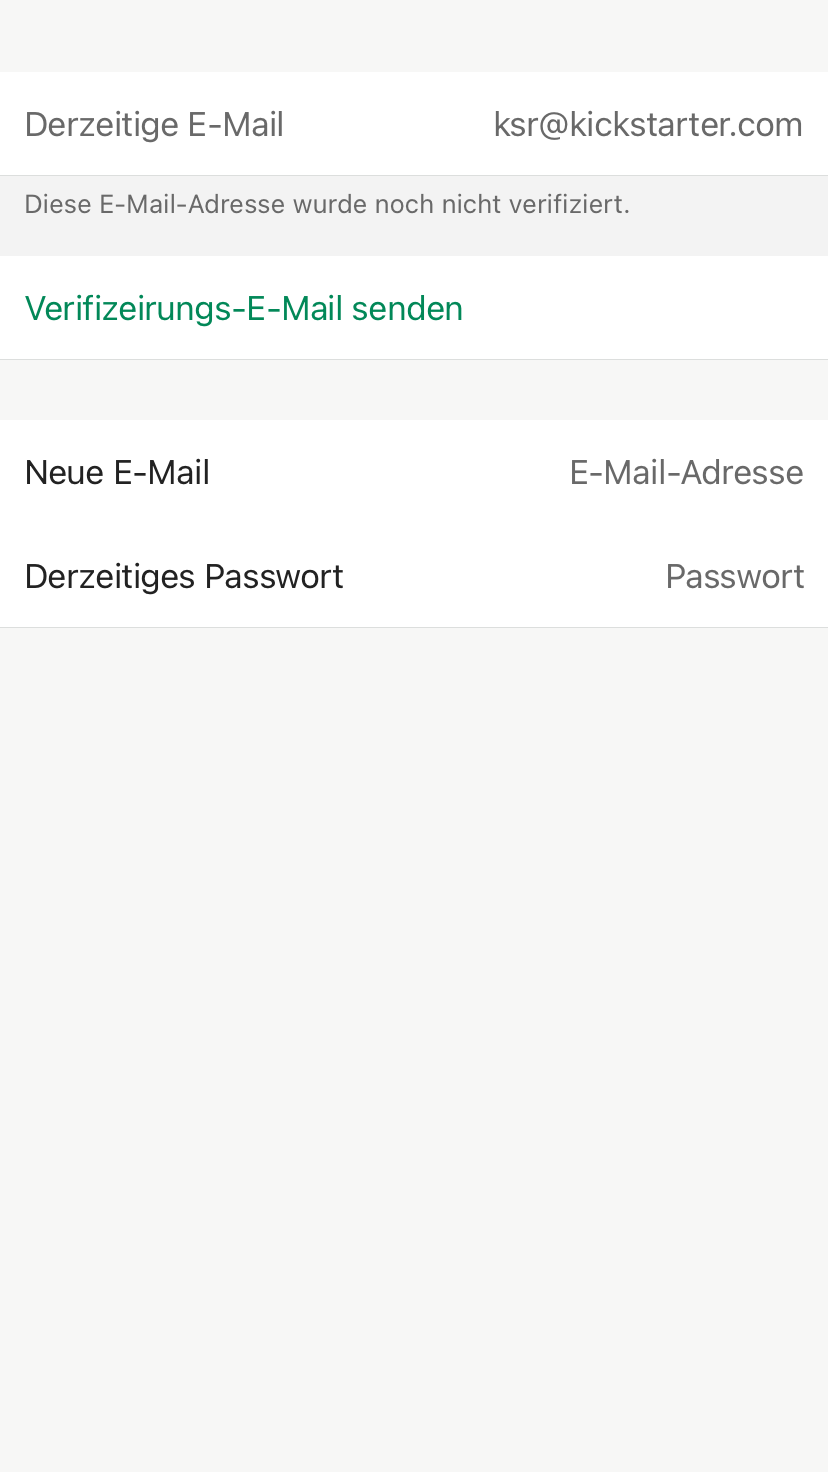 Derzeitige E-Mail ksr@kickstarter.com
Diese E-Mail-Adresse wurde noch nicht verifiziert.
Verifizeirungs-E-Mail senden
Neue E-Mail E-Mail-Adresse
Derzeitiges Passwort Passwort